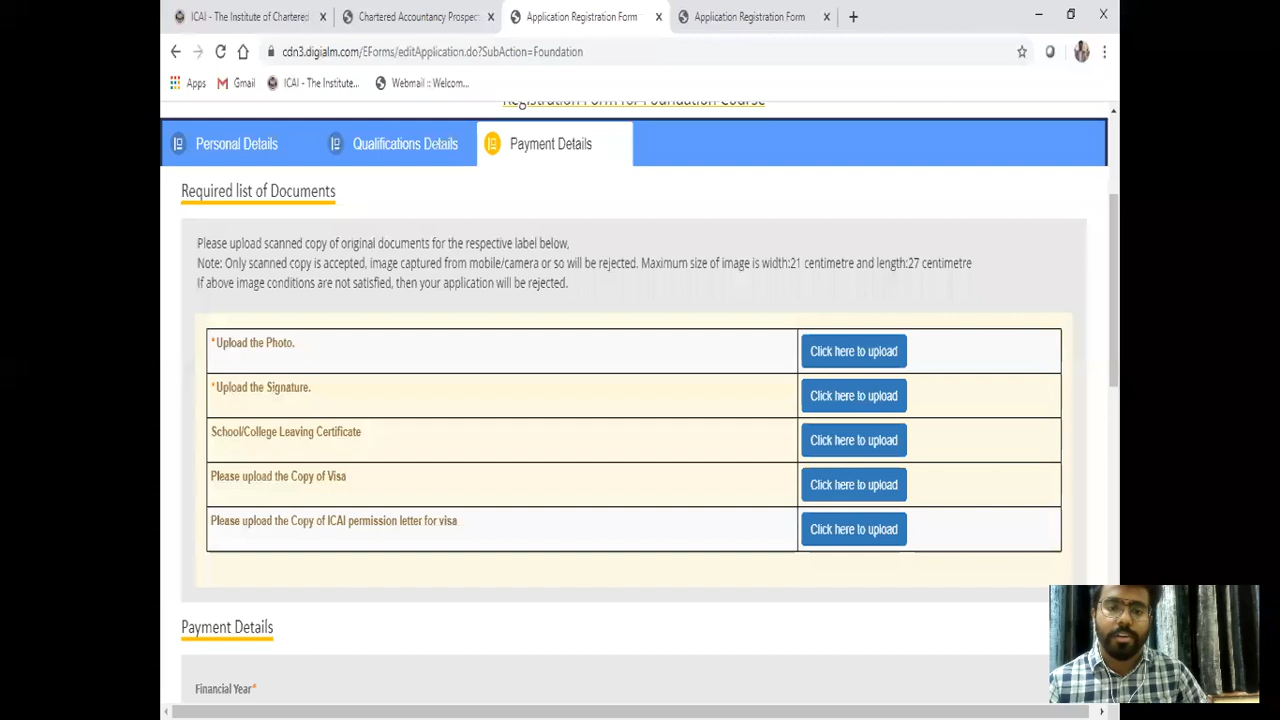 ICAI - The Institute of Chartered
Chartered Accountancy Prospec
Application Registration Form
Application Registration Form
cdn3.digialm.com/EForms/editApplication.do?SubAction=Foundation
Apps
Gmail
ICAI - The Institute...
Webmail :: Welcom...
Registration Form for Foundation Course
Personal Details
Qualifications Details
Payment Details
Required list of Documents
Please upload scanned copy of original documents for the respective label below,
Note: Only scanned copy is accepted, image captured from mobile/camera or so will be rejected. Maximum size of image is width:21 centimetre and length:27 centimetre
If above image conditions are not satisfied, then your application will be rejected.
*Upload the Photo.
Click here to upload
*Upload the Signature.
Click here to upload
School/College Leaving Certificate
Click here to upload
Please upload the Copy of Visa
Click here to upload
Please upload the Copy of ICAI permission letter for visa
Click here to upload
Payment Details
Financial Year*